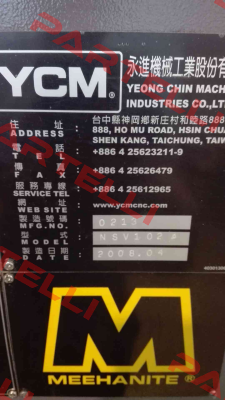 YCM 永進機械工業股份有
YEONG CHIN MACH
INDUSTRIES CO.,LT
住址 台中縣神岡鄉新庄村和睦路888
ADDRESS 888, HO MU ROAD, HSIN CHUA
SHEN KANG, TAICHUNG, TAIW
電話
TEL +886 4 25623211-9
傳真
FAX +886 4 25626479
服務專線
SERVICE TEL +886 4 25612965
網址
WEB SITE www.ycmcnc.com
製造號碼
MFG.NO.
型式
MODEL NSV102A
製造日期
DATE 2008.04
M
MEEHANITE ®